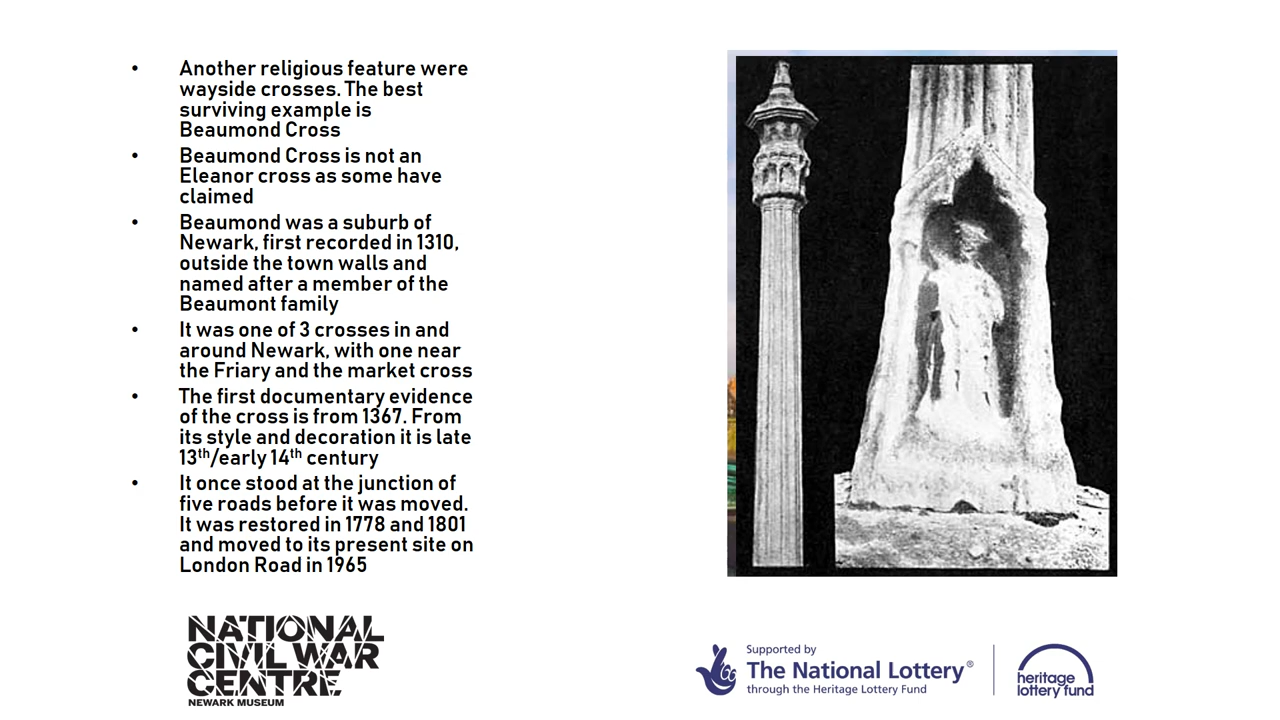 • Another religious feature were
wayside crosses. The best
surviving example is
Beaumond Cross
• Beaumond Cross is not an
Eleanor cross as some have
claimed
• Beaumond was a suburb of
Newark, first recorded in 1310,
outside the town walls and
named after a member of the
Beaumont family
• It was one of 3 crosses in and
around Newark, with one near
the Friary and the market cross
• The first documentary evidence
of the cross is from 1367. From
its style and decoration it is late
13th/early 14th century
• It once stood at the junction of
five roads before it was moved.
It was restored in 1778 and 1801
and moved to its present site on
London Road in 1965
NATIONAL
CIVIL WAR
CENTRE
NEWARK MUSEUM
Supported by
The National Lottery®
through the Heritage Lottery Fund
heritage
lottery fund